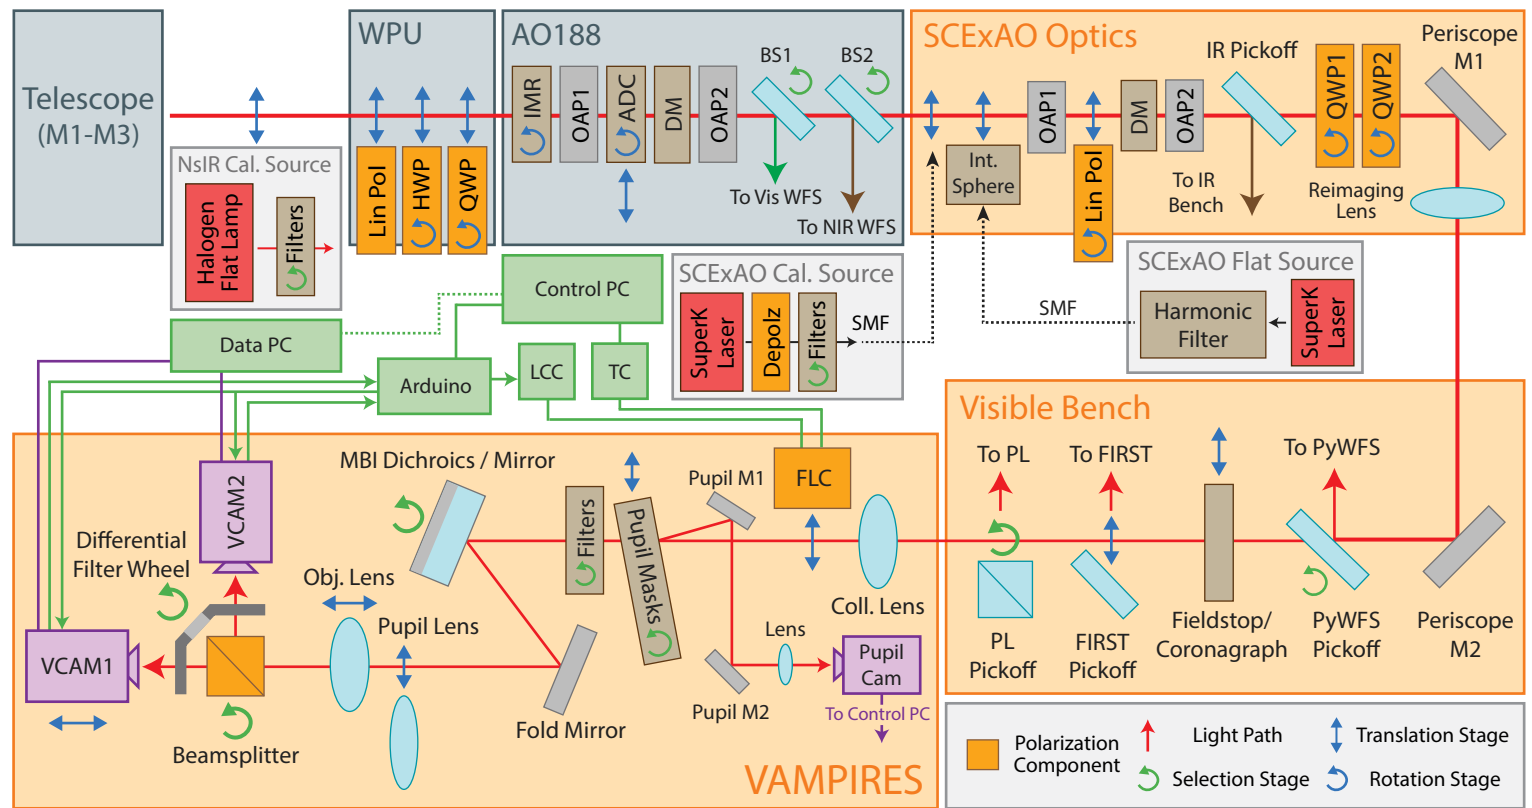 Telescope
(M1-M3)
NsIR Cal. Source
Halogen
Flat Lamp
Filters
WPU
Lin Pol
HWP
QWP
AO188
IMR
OAP1
ADC
DM
OAP2
BS1
BS2
To Vis WFS
To NIR WFS
SCExAO Optics
Int.
Sphere
OAP1
Lin Pol
DM
OAP2
IR Pickoff
To IR
Bench
QWP1
QWP2
Periscope
M1
Reimaging
Lens
SCExAO Cal. Source
SuperK
Laser
Depolz
Filters
SMF
SCExAO Flat Source
SMF
Harmonic
Filter
SuperK
Laser
Control PC
Data PC
Arduino
LCC
TC
Visible Bench
To PL
To FIRST
To PyWFS
PL
Pickoff
FIRST
Pickoff
Fieldstop/
Coronagraph
PyWFS
Pickoff
Periscope
M2
MBI Dichroics / Mirror
Filters
Pupil Masks
Pupil M1
FLC
Coll. Lens
VCAM2
Differential
Filter Wheel
Obj. Lens
Pupil Lens
VCAM1
Beamsplitter
Fold Mirror
Lens
Pupil M2
Pupil
Cam
To Control PC
VAMPIRES
Polarization
Component
Light Path
Selection Stage
Translation Stage
Rotation Stage